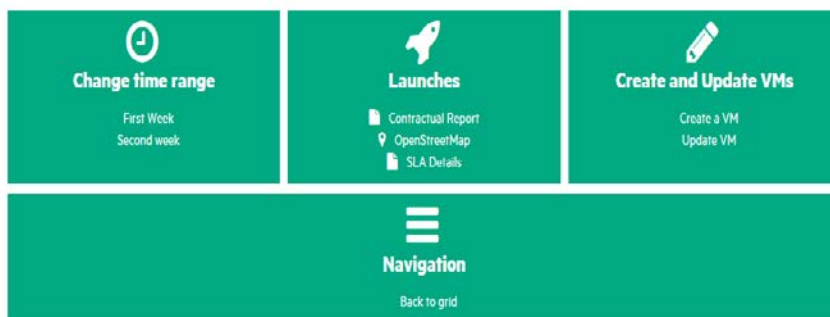 Change time range
First Week
Second week
Launches
Contractual Report
OpenStreetMap
SLA Details
Create and Update VMs
Create a VM
Update VM
Navigation
Back to grid